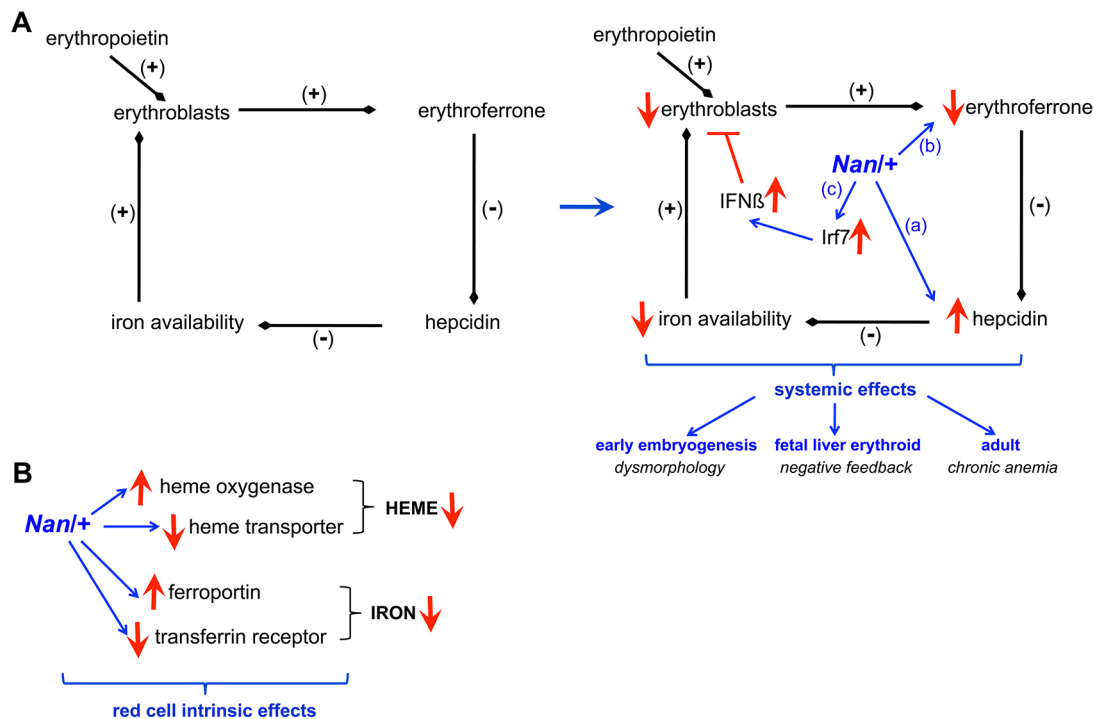 A
erythropoietin
(+)
erythroblasts
(+)
erythroferrone
(+)
(-)
iron availability
(-)
hepcidin
erythropoietin
(+)
erythroblasts
(+)
erythroferrone
Nan/+
(b)
(c)
IFNß
(+)
Irf7
(a)
(-)
iron availability
(-)
hepcidin
systemic effects
early embryogenesis
dysmorphology
fetal liver erythroid
negative feedback
adult
chronic anemia
B
Nan/+
heme oxygenase
heme transporter
HEME
ferroportin
transferrin receptor
IRON
red cell intrinsic effects